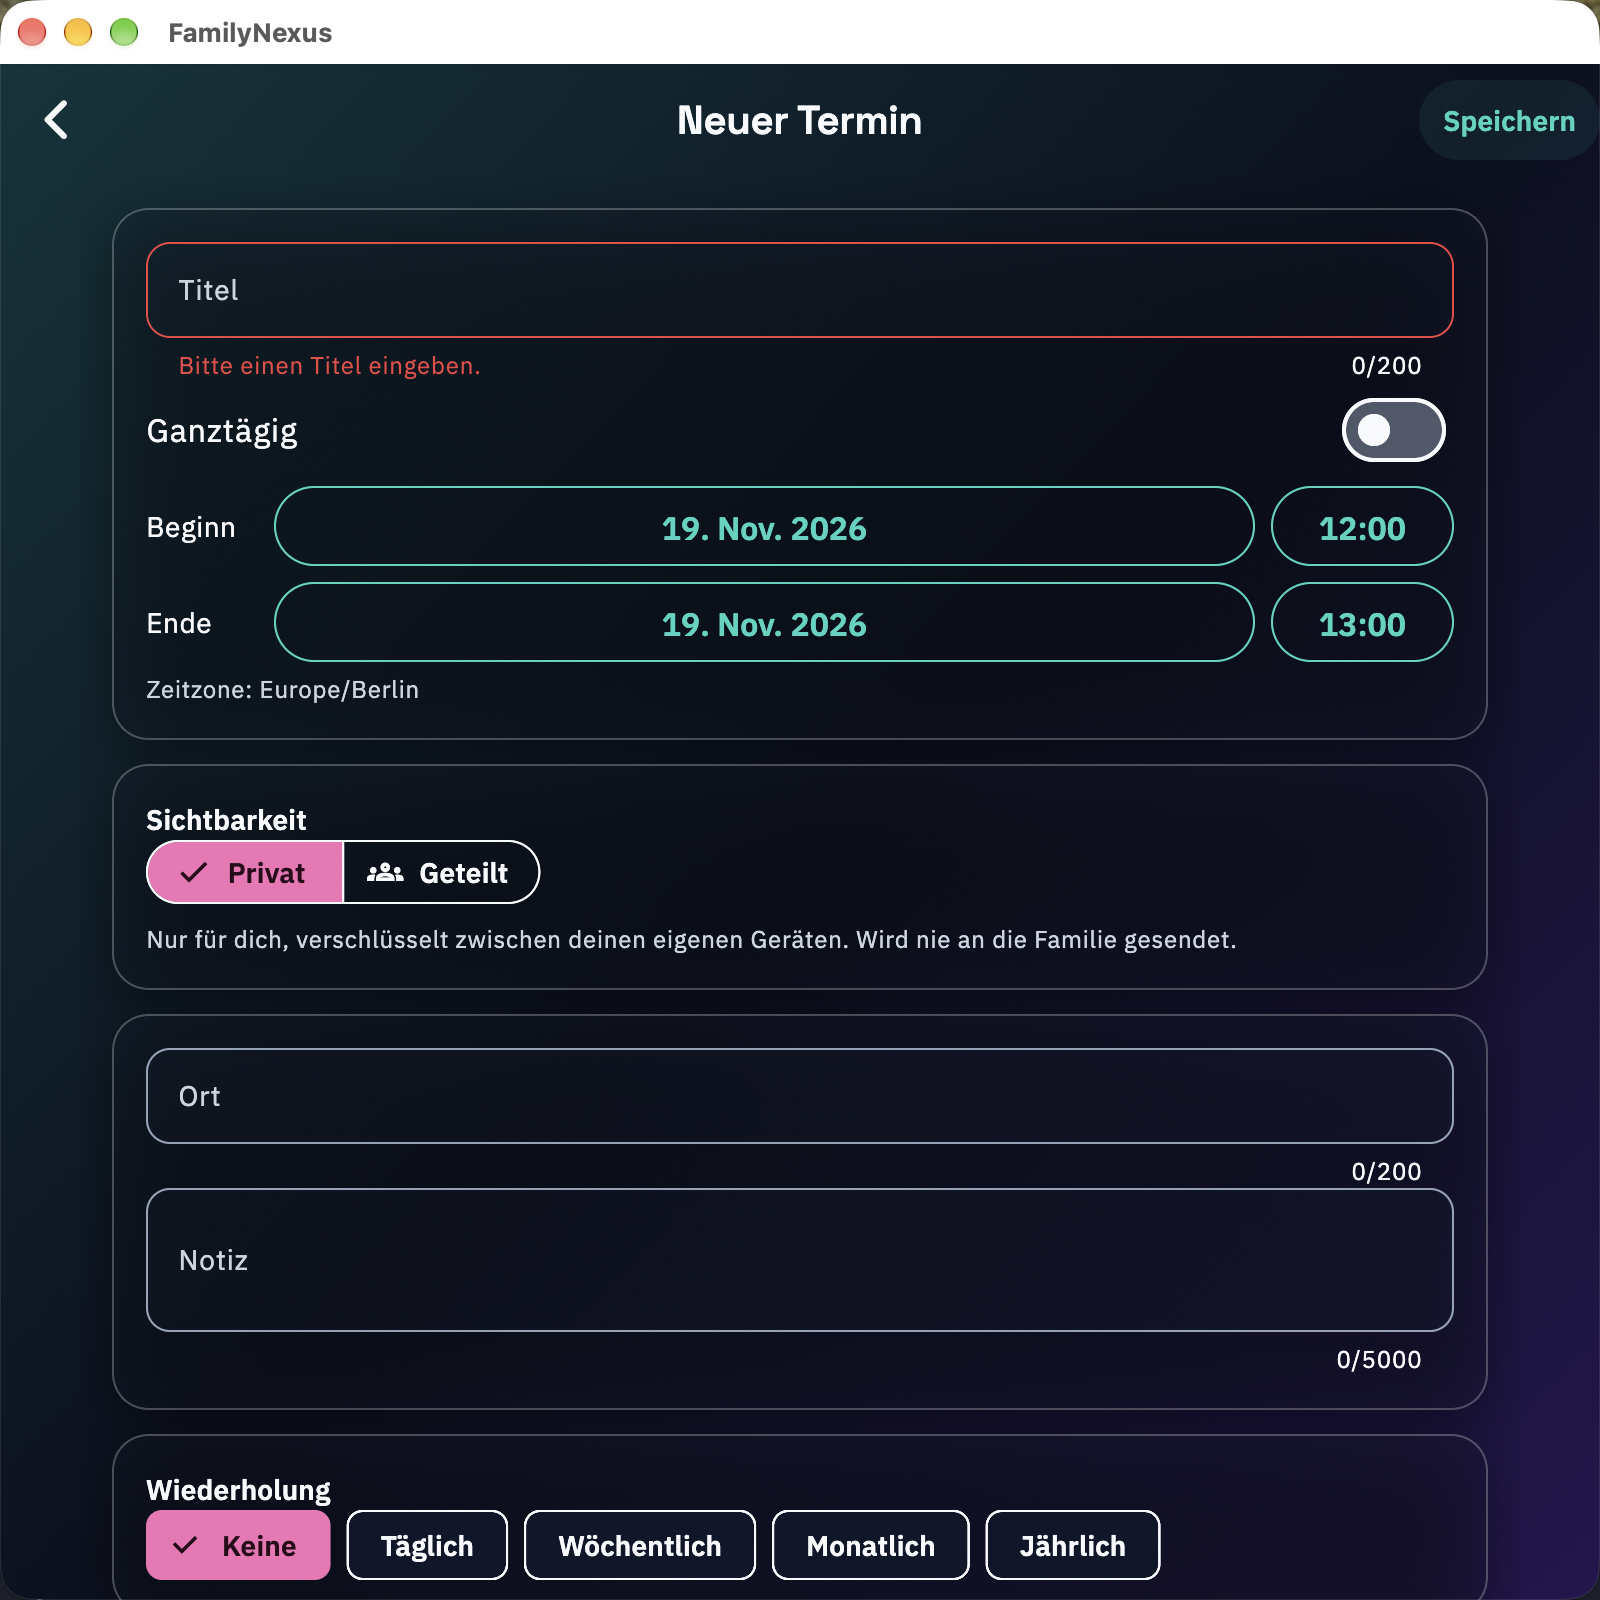 FamilyNexus
Neuer Termin
Speichern
Titel
Bitte einen Titel eingeben. 0/200
Ganztägig
Beginn 19. Nov. 2026 12:00
Ende 19. Nov. 2026 13:00
Zeitzone: Europe/Berlin
Sichtbarkeit
Privat Geteilt
Nur für dich, verschlüsselt zwischen deinen eigenen Geräten. Wird nie an die Familie gesendet.
Ort
0/200
Notiz
0/5000
Wiederholung
Keine Täglich Wöchentlich Monatlich Jährlich